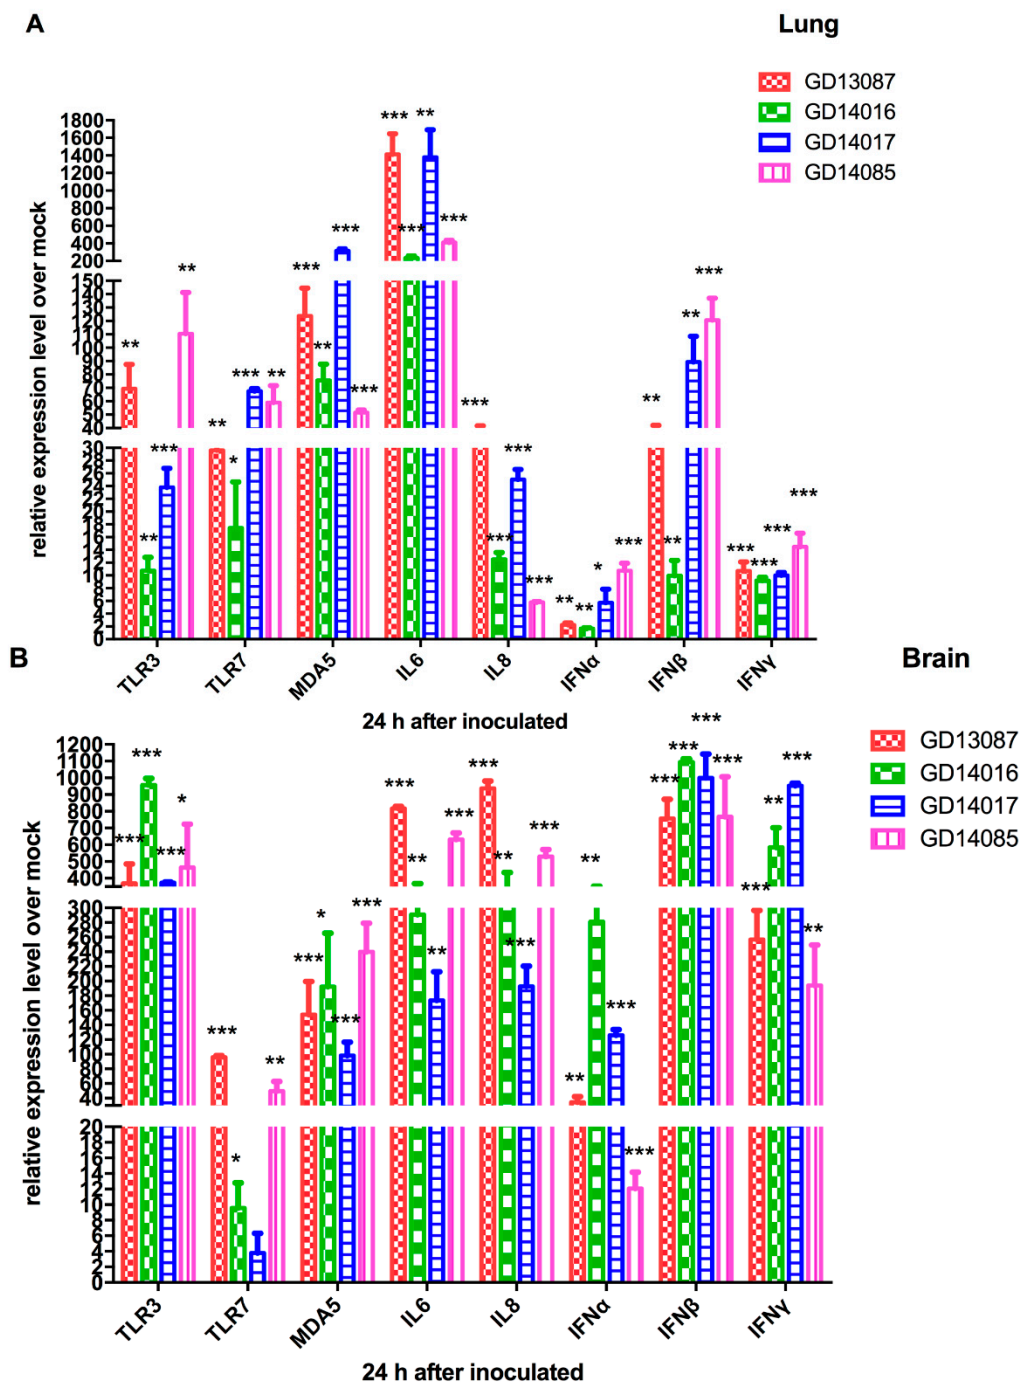 A
Lung
GD13087
GD14016
GD14017
GD14085
relative expression level over mock
1800
1600
1400
1200
1000
800
600
400
200
150
140
130
120
110
100
90
80
70
60
50
40
30
28
26
24
22
20
18
16
14
12
10
8
6
4
2
0
** ** *** **
** * *** **
*** ** *** ***
*** *** ** ***
*** *** *** ***
** ** * ***
** ** ** ***
*** *** *** ***
TLR3 TLR7 MDA5 IL6 IL8 IFNα IFNβ IFNγ
24 h after inoculated
B
Brain
GD13087
GD14016
GD14017
GD14085
relative expression level over mock
1200
1100
1000
900
800
700
600
500
400
300
280
260
240
220
200
180
160
140
120
100
80
60
40
20
18
16
14
12
10
8
6
4
2
0
*** *** *** *
*** * **
*** * *** ***
*** ** ** ***
*** ** *** ***
** ** *** ***
*** *** *** ***
*** ** *** **
TLR3 TLR7 MDA5 IL6 IL8 IFNα IFNβ IFNγ
24 h after inoculated